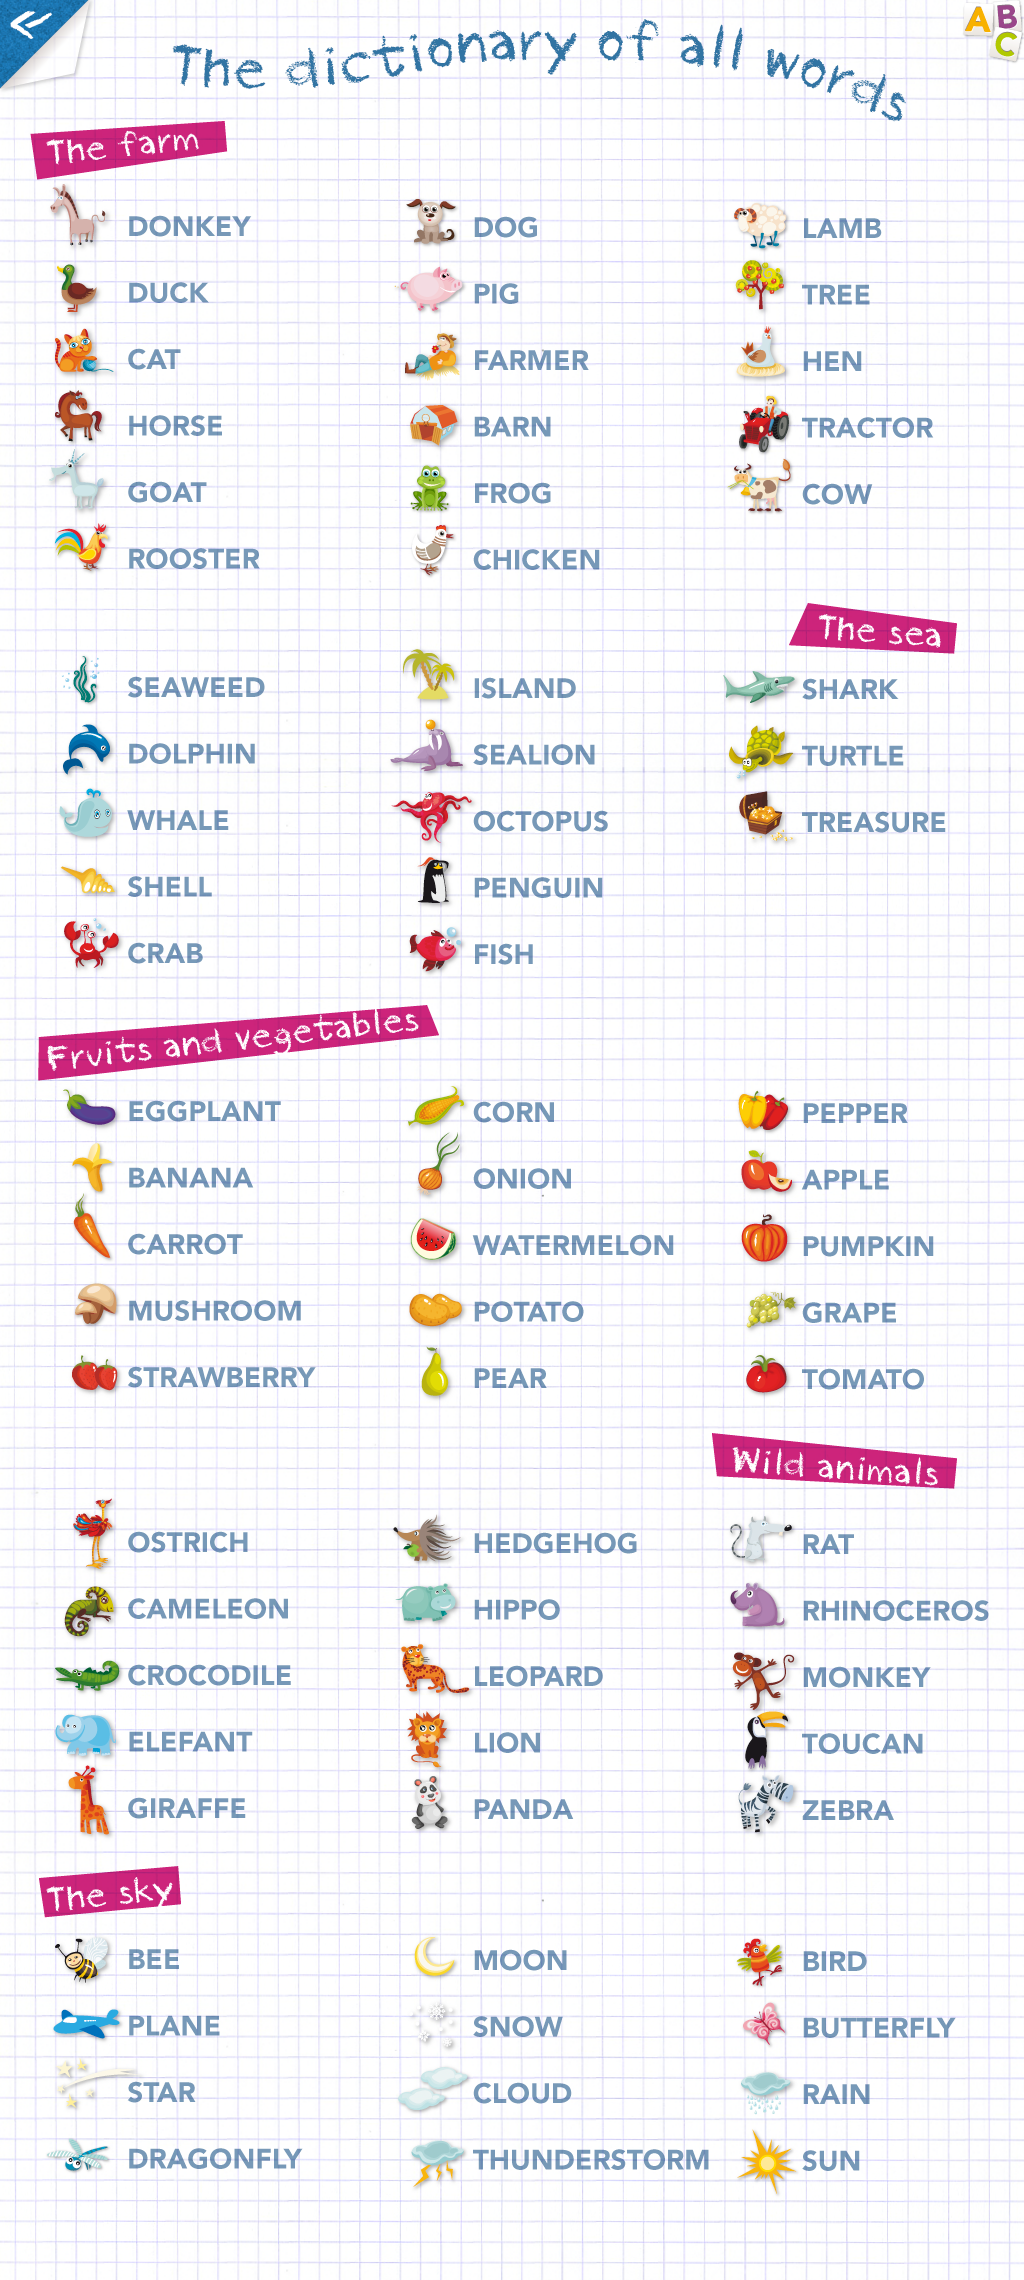 A B
C
The dictionary of all words
The farm
DONKEY DOG LAMB
DUCK PIG TREE
CAT FARMER HEN
HORSE BARN TRACTOR
GOAT FROG COW
ROOSTER CHICKEN
The sea
SEAWEED ISLAND SHARK
DOLPHIN SEALION TURTLE
WHALE OCTOPUS TREASURE
SHELL PENGUIN
CRAB FISH
Fruits and vegetables
EGGPLANT CORN PEPPER
BANANA ONION APPLE
CARROT WATERMELON PUMPKIN
MUSHROOM POTATO GRAPE
STRAWBERRY PEAR TOMATO
Wild animals
OSTRICH HEDGEHOG RAT
CAMELEON HIPPO RHINOCEROS
CROCODILE LEOPARD MONKEY
ELEFANT LION TOUCAN
GIRAFFE PANDA ZEBRA
The sky
BEE MOON BIRD
PLANE SNOW BUTTERFLY
STAR CLOUD RAIN
DRAGONFLY THUNDERSTORM SUN